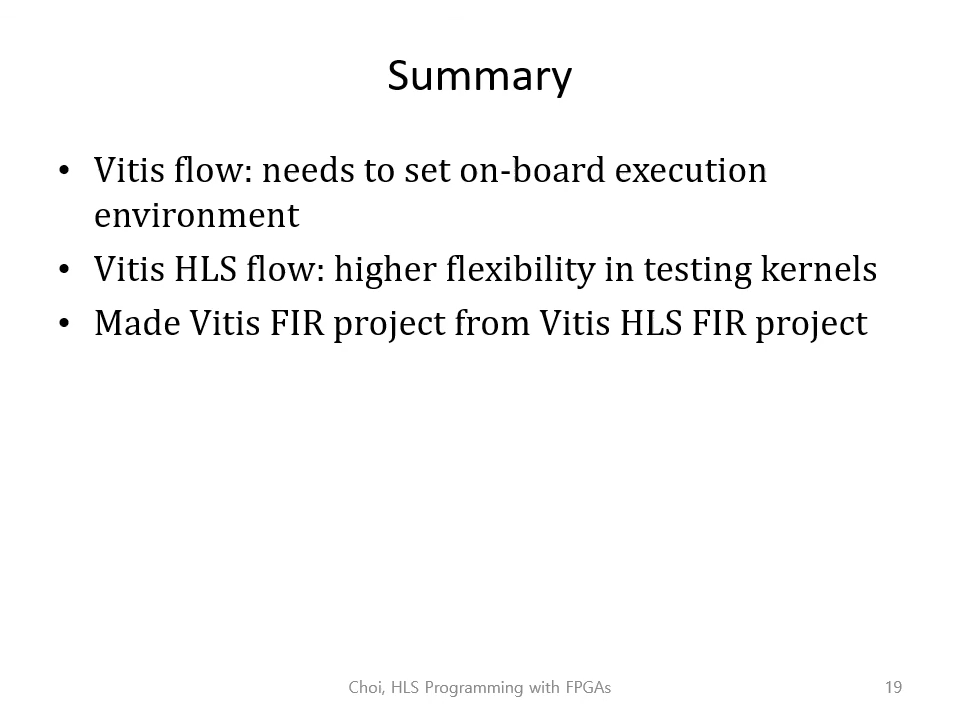 Summary
• Vitis flow: needs to set on-board execution
environment
• Vitis HLS flow: higher flexibility in testing kernels
• Made Vitis FIR project from Vitis HLS FIR project
Choi, HLS Programming with FPGAs
19